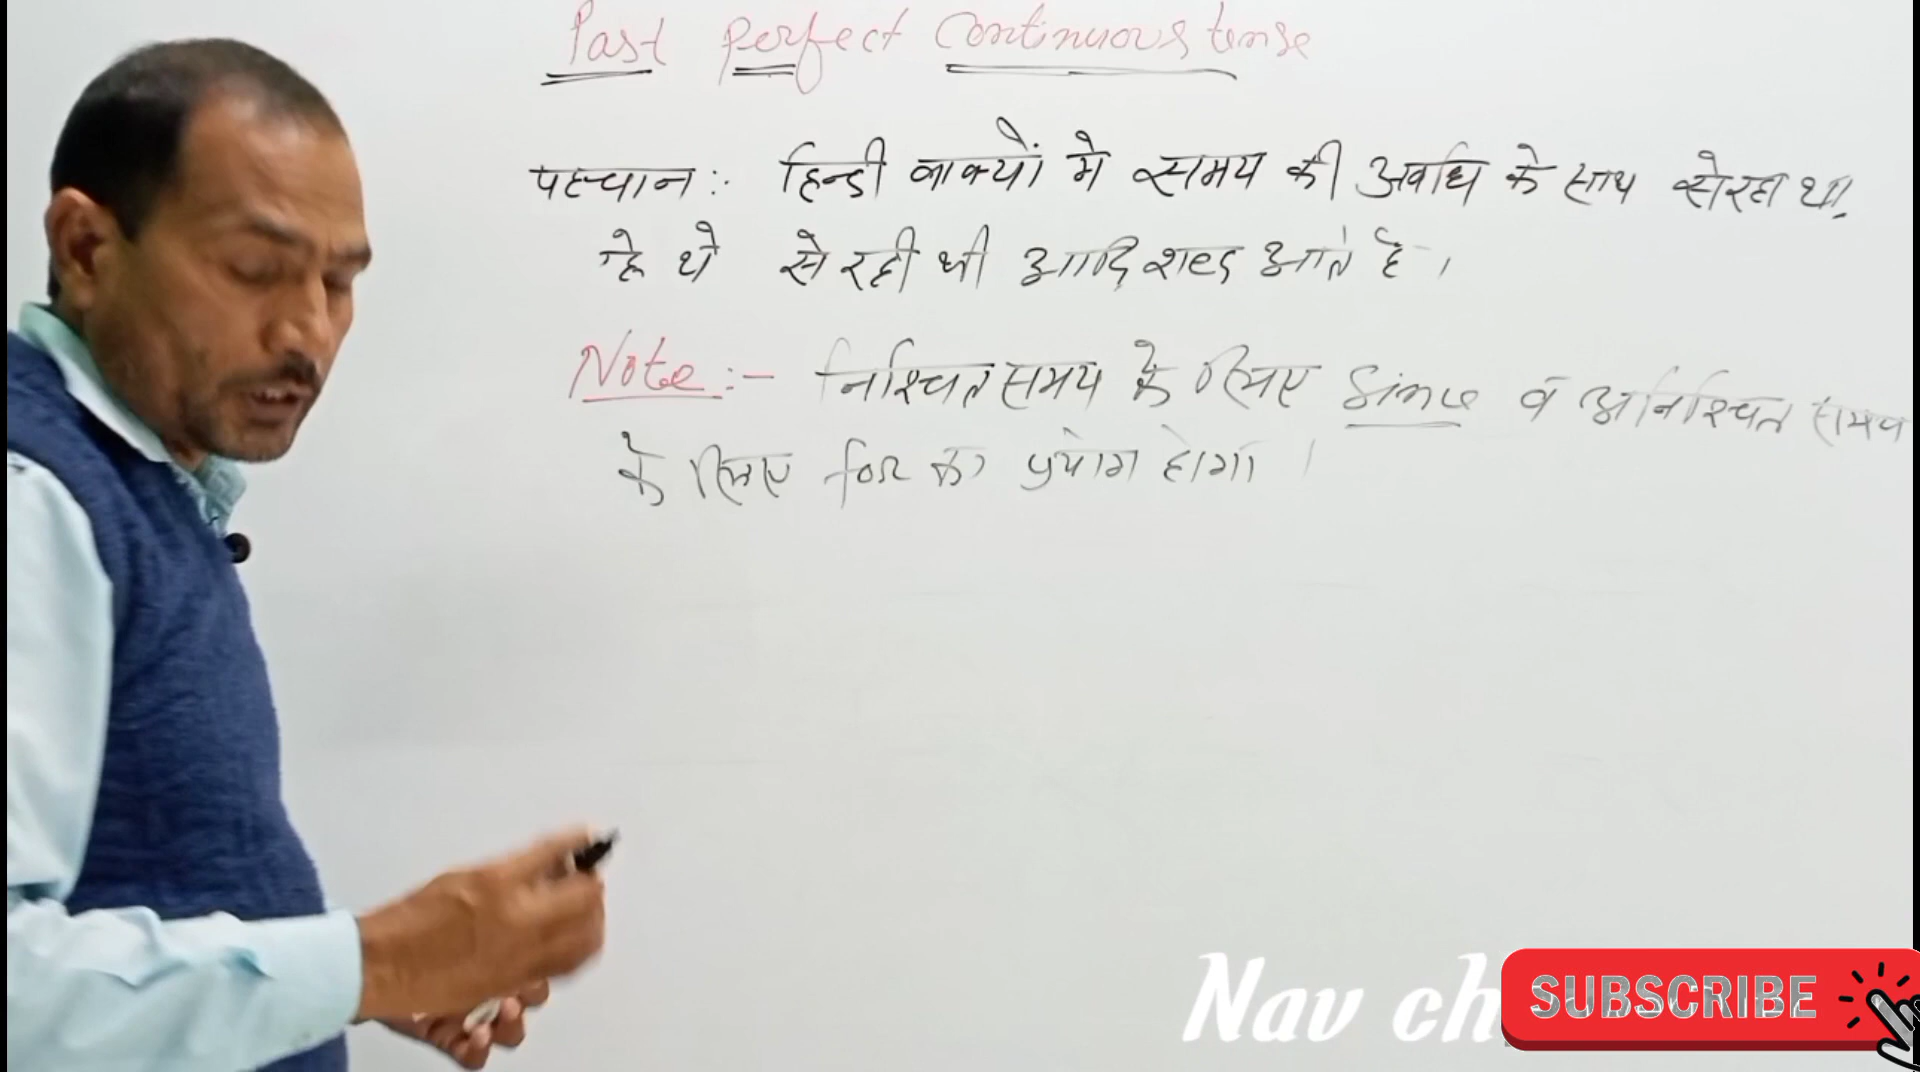 Past perfect continuous tense
पहचान :- हिन्डी वाक्यों मे समय की अवधि के साथ से रहा था,
रहे थे से रही थी आदि शब्द आते है ।
Note :- निश्चित समय के लिए Since व अनिश्चित समय
के लिए for का प्रयोग होगा ।
Nav ch
SUBSCRIBE